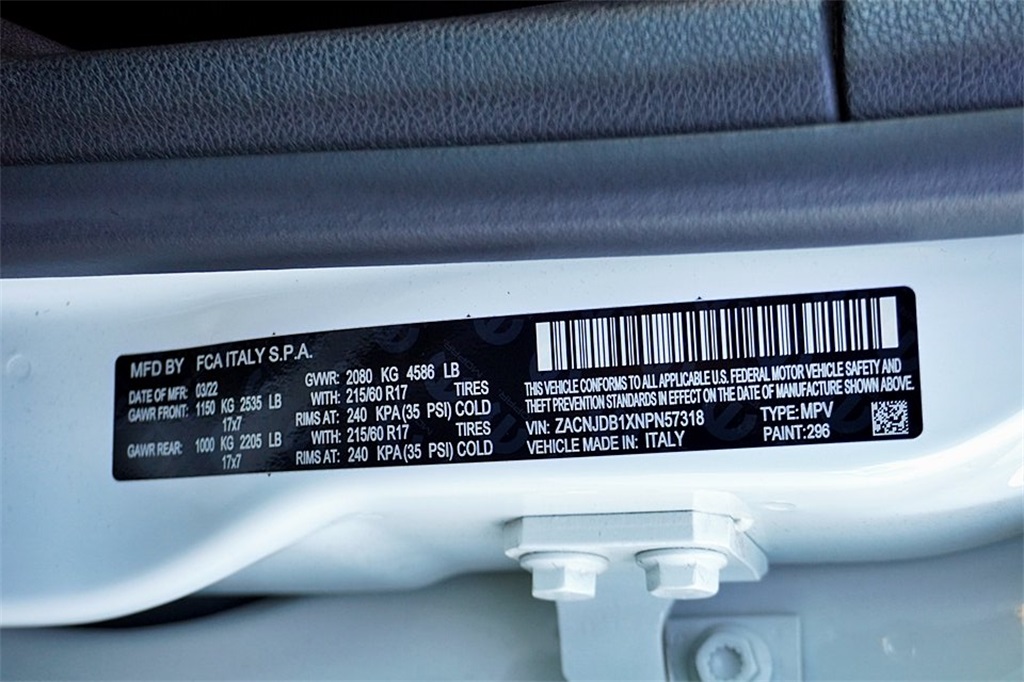 MFD BY FCA ITALY S.P.A.
DATE OF MFR: 03/22 GVWR: 2080 KG 4586 LB
GAWR FRONT: 1150 KG 2535 LB WITH: 215/60 R17 TIRES
17x7 RIMS AT: 240 KPA(35 PSI) COLD
GAWR REAR: 1000 KG 2205 LB WITH: 215/60 R17 TIRES
17x7 RIMS AT: 240 KPA(35 PSI) COLD
THIS VEHICLE CONFORMS TO ALL APPLICABLE U.S. FEDERAL MOTOR VEHICLE SAFETY AND
THEFT PREVENTION STANDARDS IN EFFECT ON THE DATE OF MANUFACTURE SHOWN ABOVE.
VIN: ZACNJDB1XNPN57318 TYPE: MPV
VEHICLE MADE IN: ITALY PAINT: 296